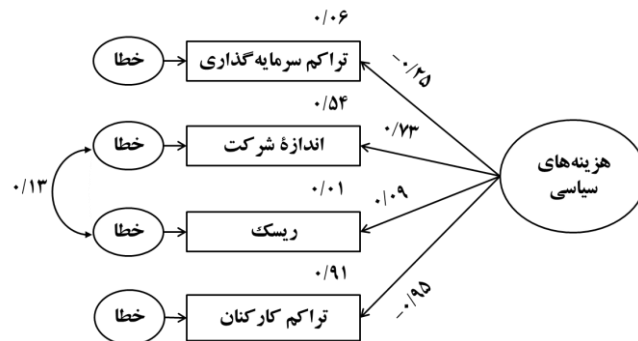 ۰/۰۶
خطا
تراکم سرمایه‌گذاری
-۰/۲۵
۰/۵۴
خطا
اندازۀ شرکت
۰/۷۳
هزینه‌های
سیاسی
۰/۱۳
۰/۰۱
خطا
ریسک
۰/۰۹
۰/۹۱
خطا
تراکم کارکنان
-۰/۹۵